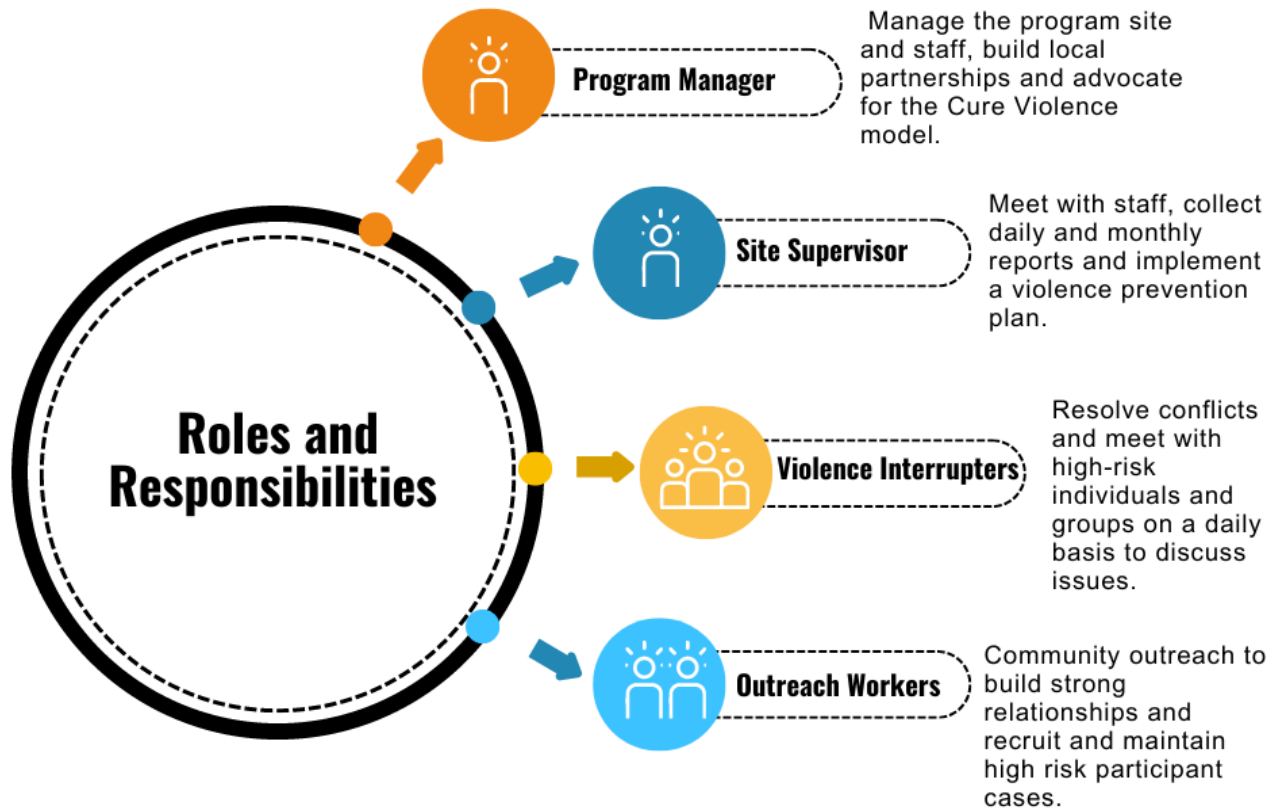 Roles and
Responsibilities
Program Manager
Manage the program site
and staff, build local
partnerships and advocate
for the Cure Violence
model.
Site Supervisor
Meet with staff, collect
daily and monthly
reports and implement
a violence prevention
plan.
Violence Interrupters
Resolve conflicts
and meet with
high-risk
individuals and
groups on a daily
basis to discuss
issues.
Outreach Workers
Community outreach to
build strong
relationships and
recruit and maintain
high risk participant
cases.